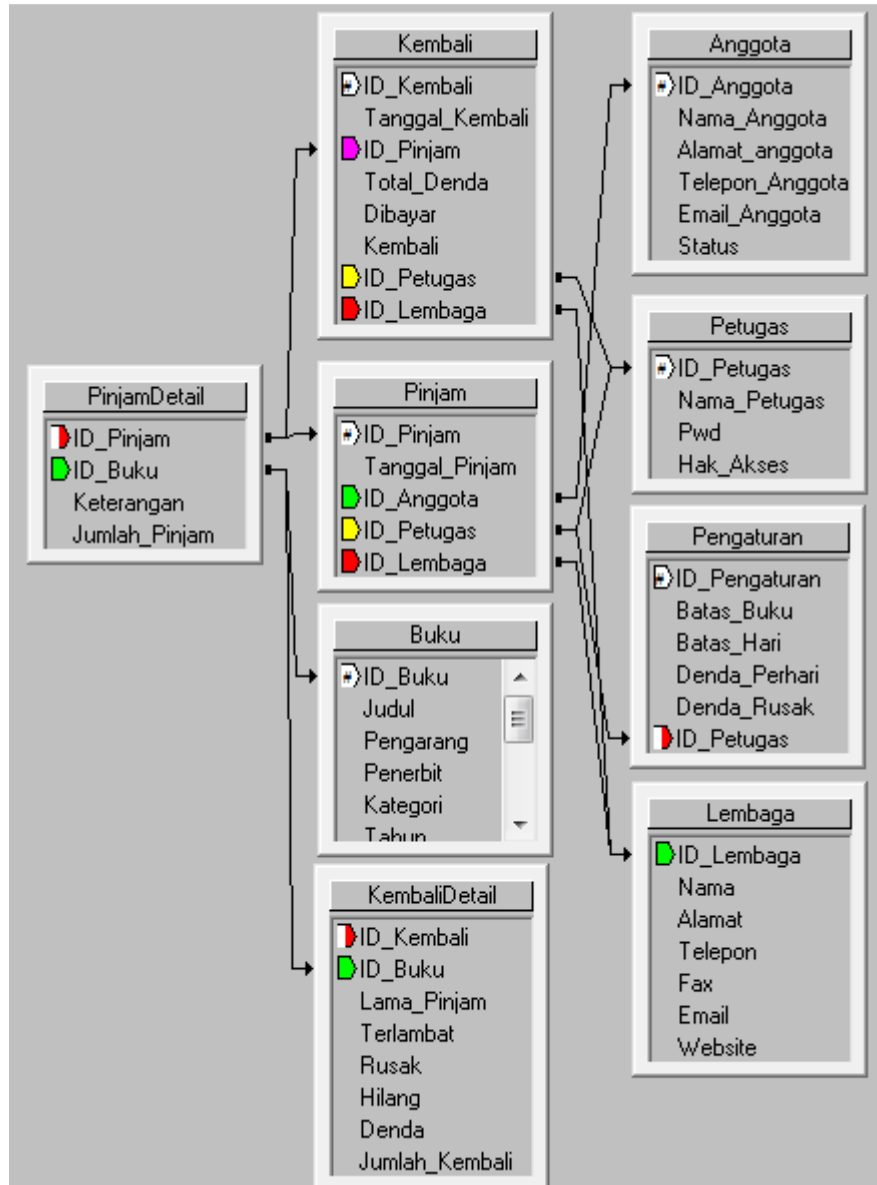 PinjamDetail
ID_Pinjam
ID_Buku
Keterangan
Jumlah_Pinjam
Kembali
ID_Kembali
Tanggal_Kembali
ID_Pinjam
Total_Denda
Dibayar
Kembali
ID_Petugas
ID_Lembaga
Pinjam
ID_Pinjam
Tanggal_Pinjam
ID_Anggota
ID_Petugas
ID_Lembaga
Buku
ID_Buku
Judul
Pengarang
Penerbit
Kategori
Tahun
KembaliDetail
ID_Kembali
ID_Buku
Lama_Pinjam
Terlambat
Rusak
Hilang
Denda
Jumlah_Kembali
Anggota
ID_Anggota
Nama_Anggota
Alamat_anggota
Telepon_Anggota
Email_Anggota
Status
Petugas
ID_Petugas
Nama_Petugas
Pwd
Hak_Akses
Pengaturan
ID_Pengaturan
Batas_Buku
Batas_Hari
Denda_Perhari
Denda_Rusak
ID_Petugas
Lembaga
ID_Lembaga
Nama
Alamat
Telepon
Fax
Email
Website